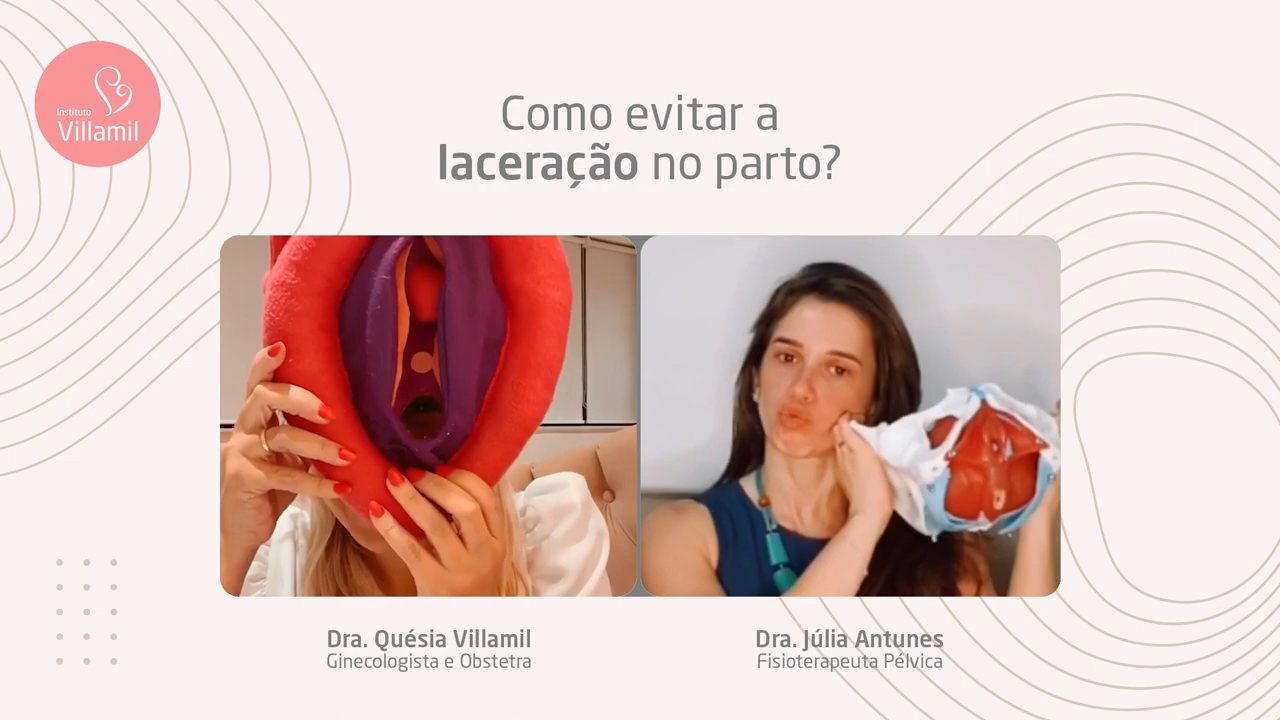 Instituto
Villamil
Como evitar a
laceração no parto?
Dra. Quésia Villamil
Ginecologista e Obstetra
Dra. Júlia Antunes
Fisioterapeuta Pélvica